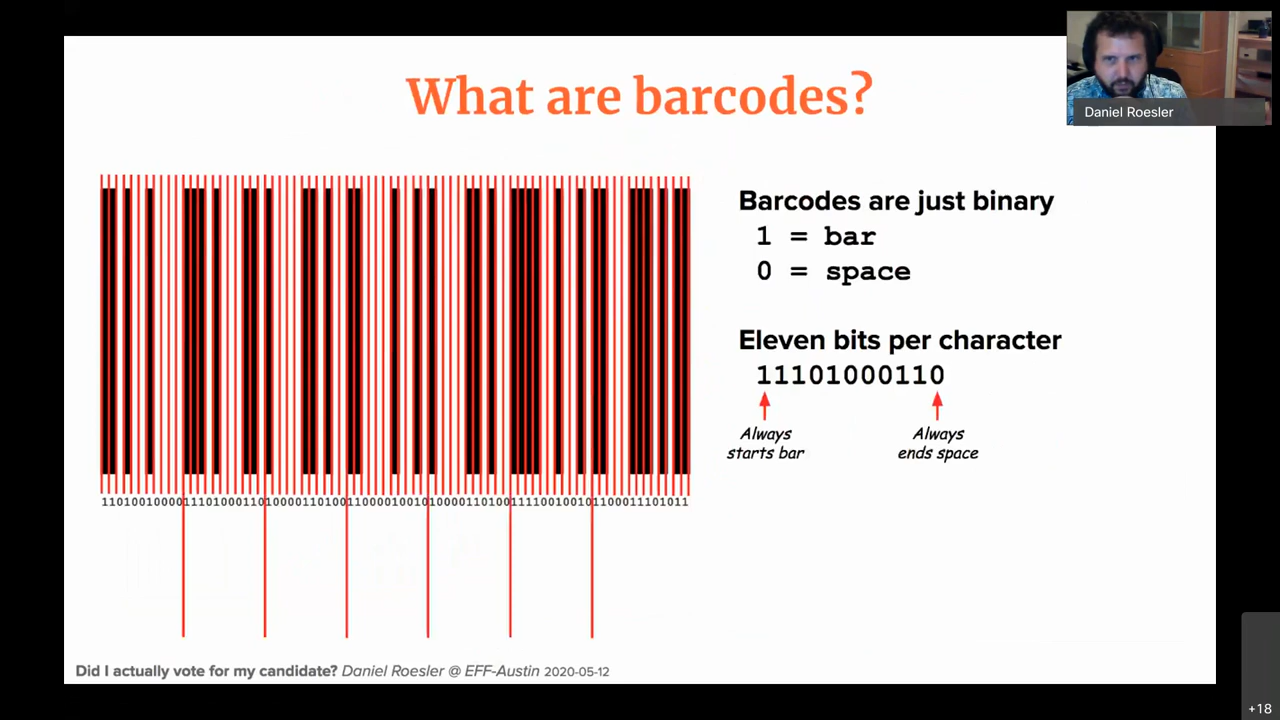 What are barcodes?
Daniel Roesler
Barcodes are just binary
1 = bar
0 = space
Eleven bits per character
11101000110
Always
starts bar
Always
ends space
1101001000011101000110100001101001100001001010000110100111100100101100011101011
Did I actually vote for my candidate? Daniel Roesler @ EFF-Austin 2020-05-12
+18